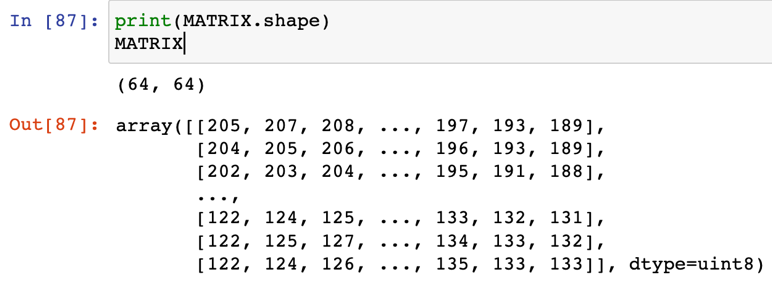 In [87]: print(MATRIX.shape)
MATRIX
(64, 64)
Out[87]: array([[205, 207, 208, ..., 197, 193, 189],
[204, 205, 206, ..., 196, 193, 189],
[202, 203, 204, ..., 195, 191, 188],
...,
[122, 124, 125, ..., 133, 132, 131],
[122, 125, 127, ..., 134, 133, 132],
[122, 124, 126, ..., 135, 133, 133]], dtype=uint8)